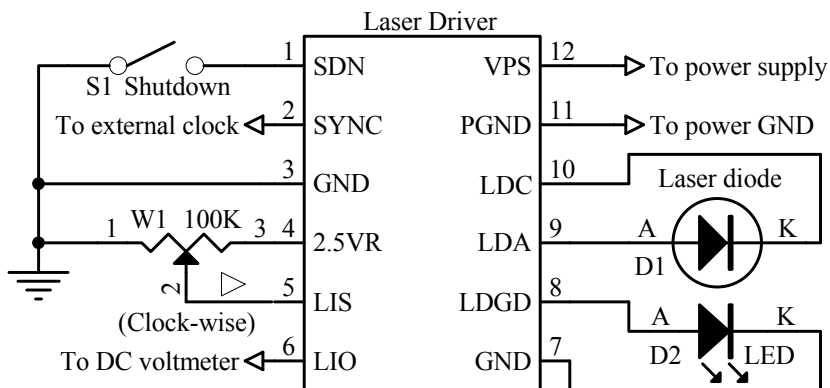 Laser Driver
1 SDN VPS 12 To power supply
S1 Shutdown
To external clock 2 SYNC PGND 11 To power GND
3 GND LDC 10
Laser diode
1 W1 100K 3 4 2.5VR LDA 9 A K
D1
2 5 LIS LDGD 8
(Clock-wise) A K
To DC voltmeter 6 LIO GND 7 D2 LED